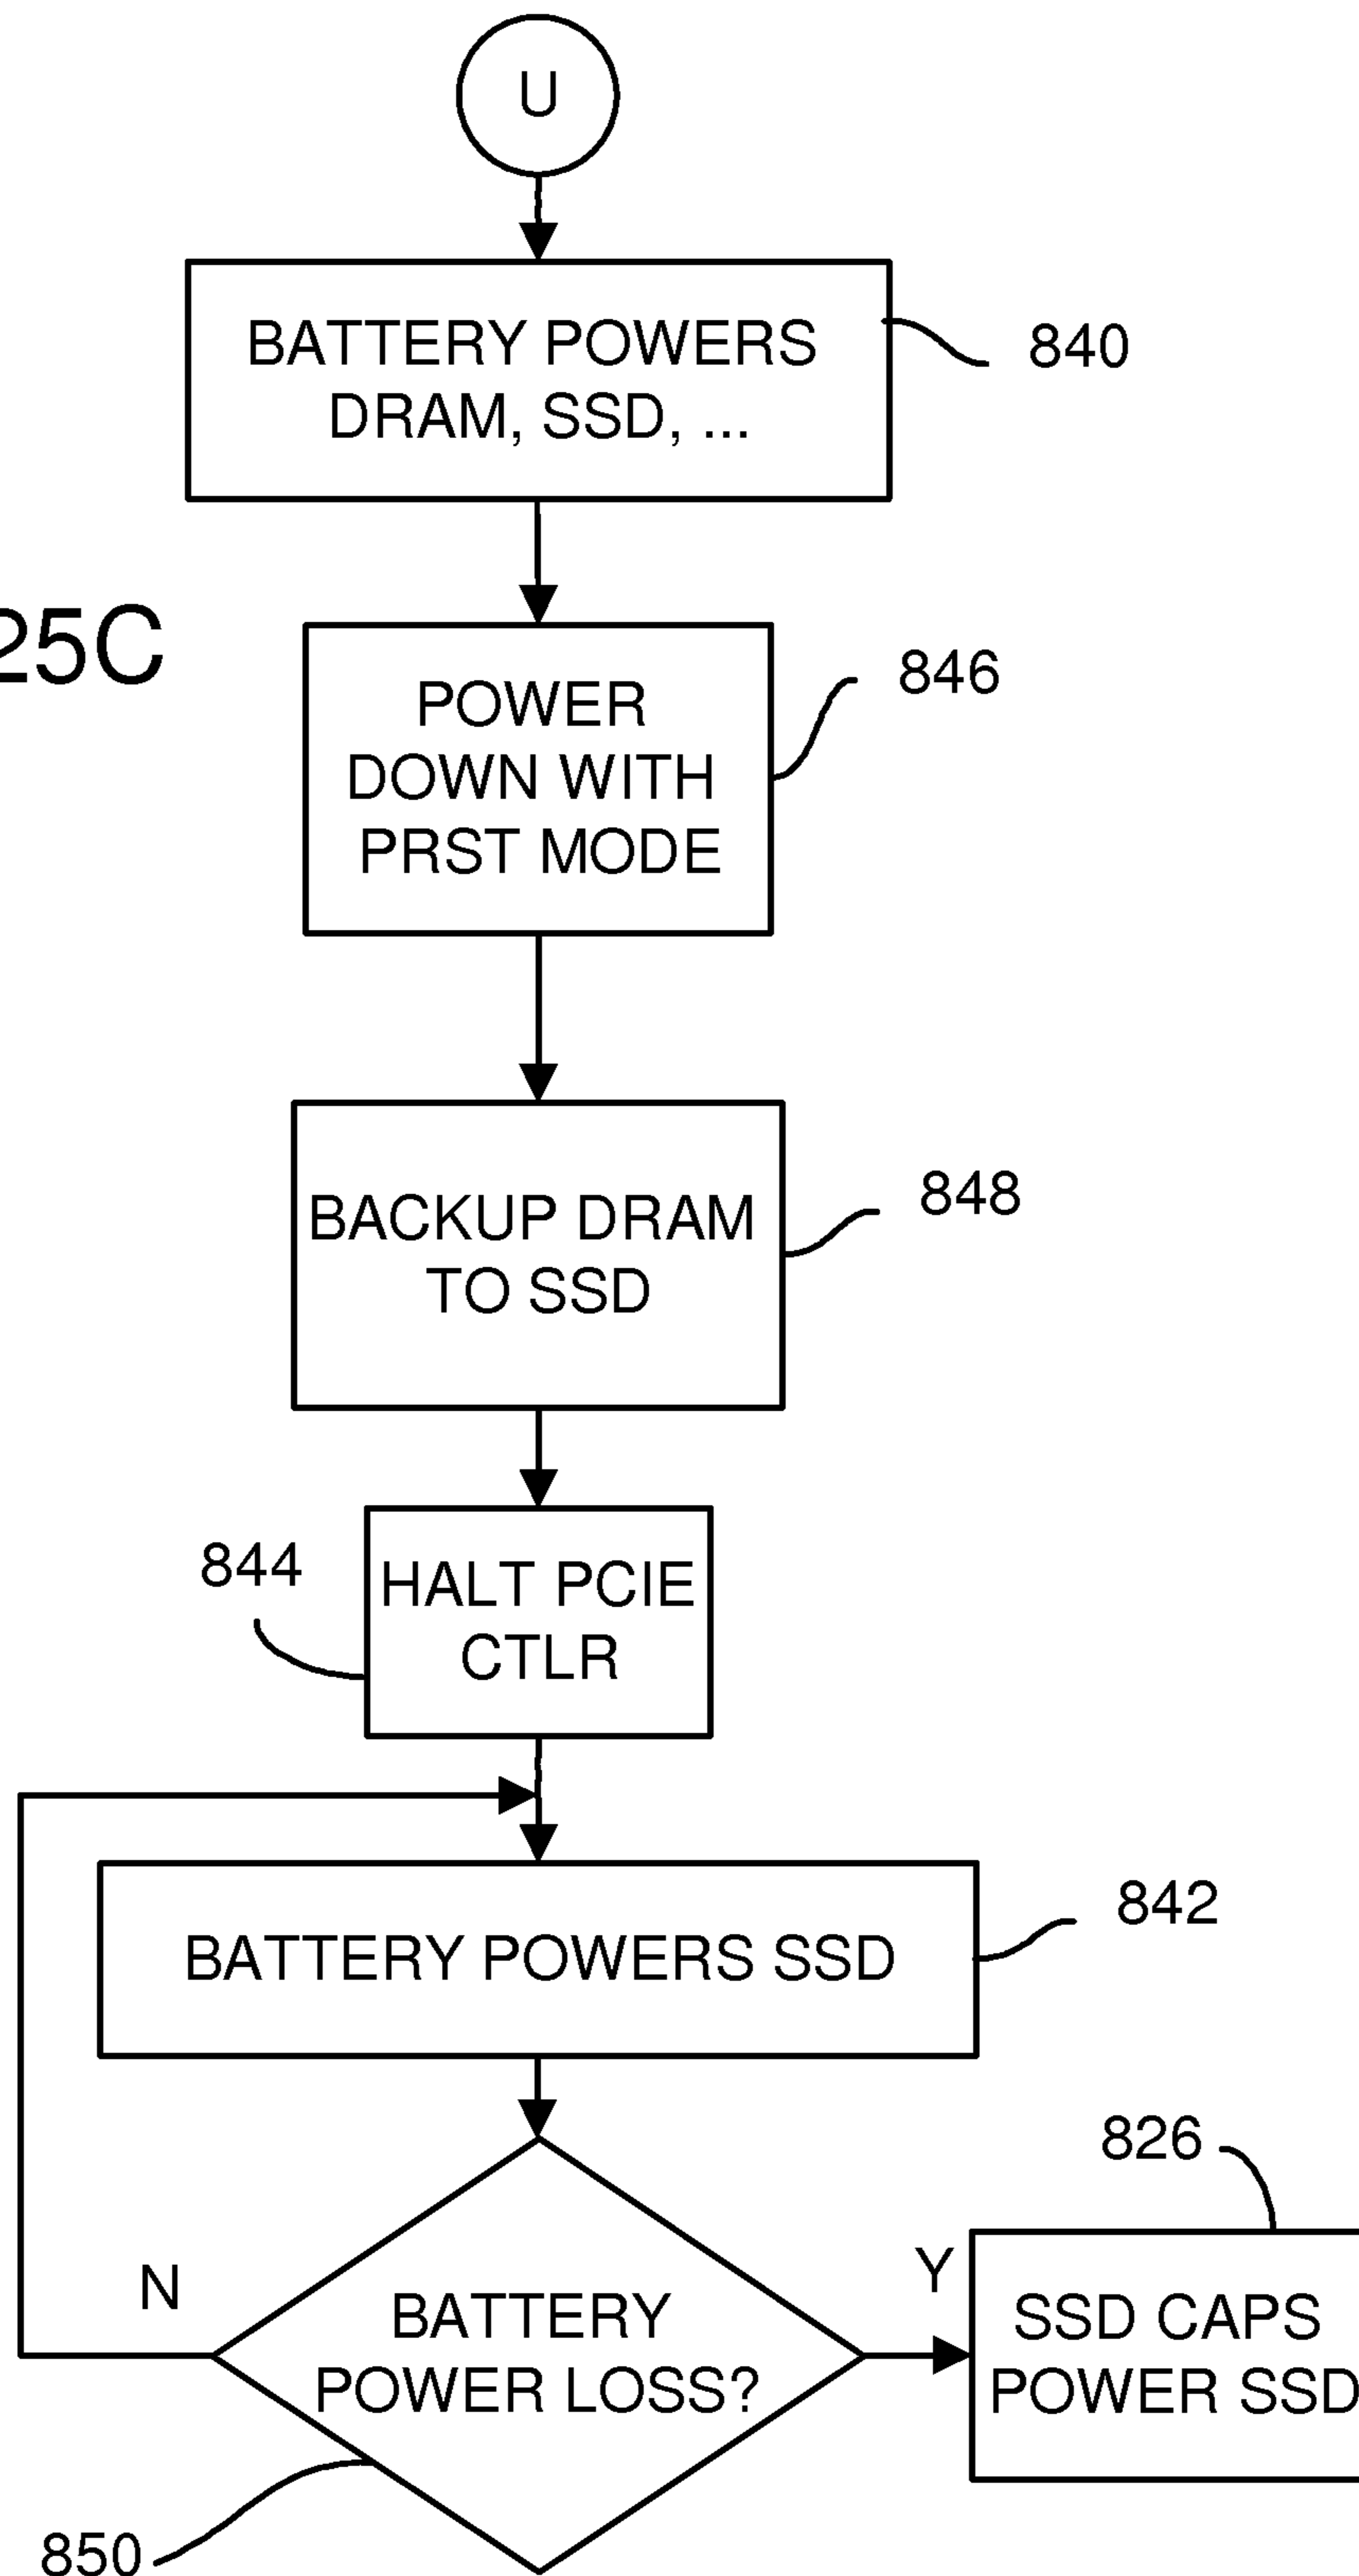 U
BATTERY POWERS
DRAM, SSD, ...
840
25C
POWER
DOWN WITH
PRST MODE
846
BACKUP DRAM
TO SSD
848
844
HALT PCIE
CTLR
BATTERY POWERS SSD
842
826
N
BATTERY
POWER LOSS?
Y
SSD CAPS
POWER SSD
850